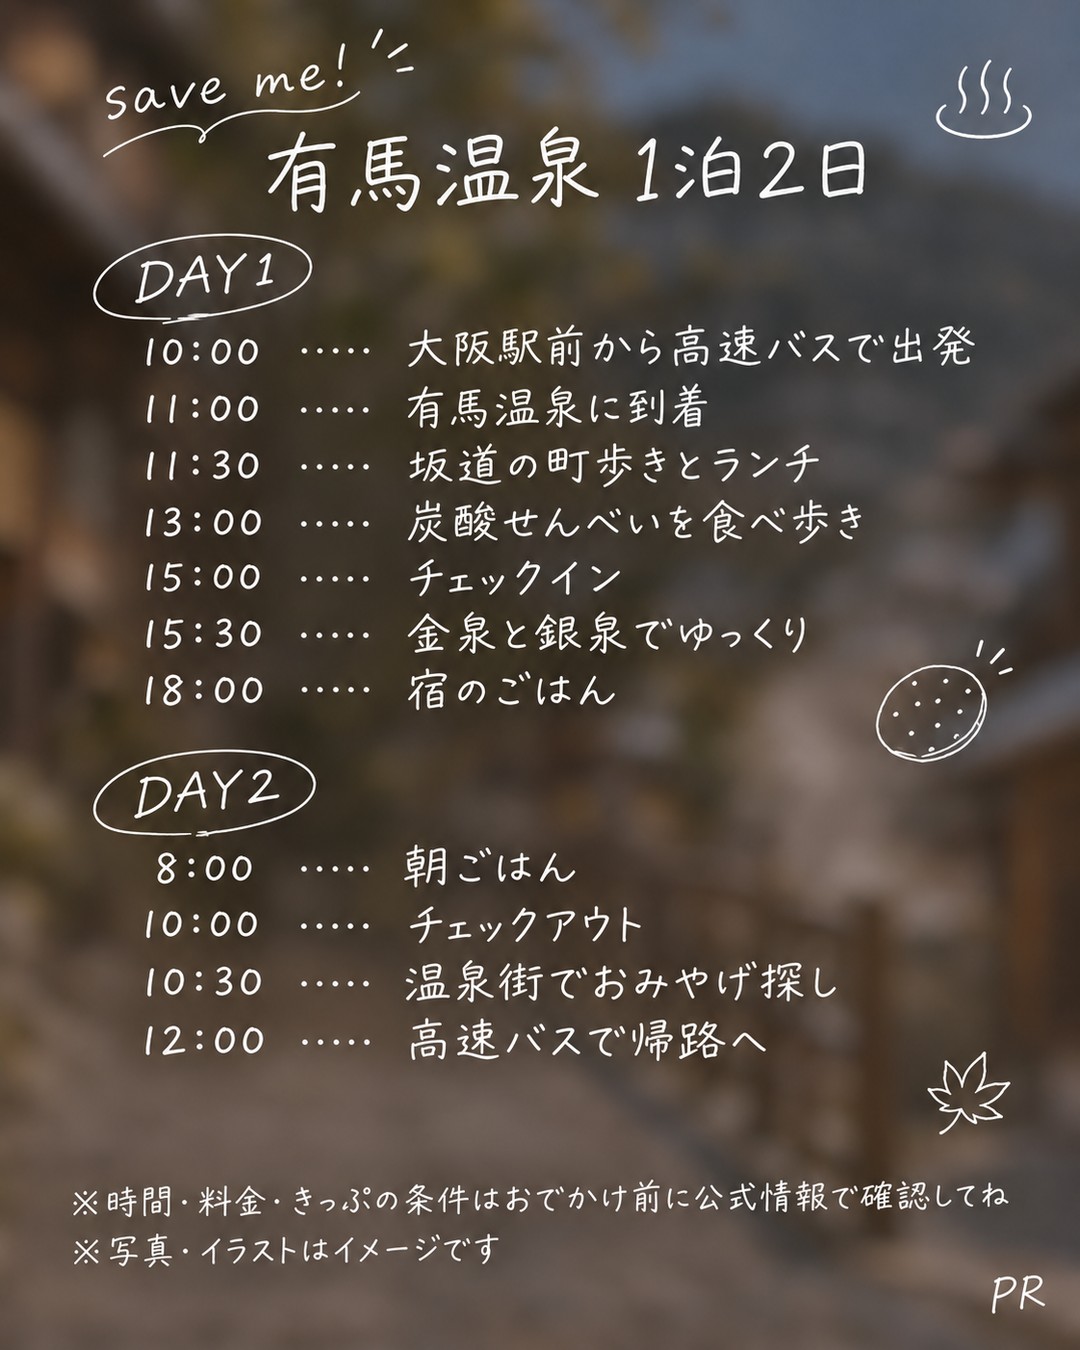 save me!
有馬温泉 1泊2日
DAY1
10:00 ····· 大阪駅前から高速バスで出発
11:00 ····· 有馬温泉に到着
11:30 ····· 坂道の町歩きとランチ
13:00 ····· 炭酸せんべいを食べ歩き
15:00 ····· チェックイン
15:30 ····· 金泉と銀泉でゆっくり
18:00 ····· 宿のごはん
DAY2
8:00 ····· 朝ごはん
10:00 ····· チェックアウト
10:30 ····· 温泉街でおみやげ探し
12:00 ····· 高速バスで帰路へ
※時間・料金・きっぷの条件はおでかけ前に公式情報で確認してね
※写真・イラストはイメージです
PR